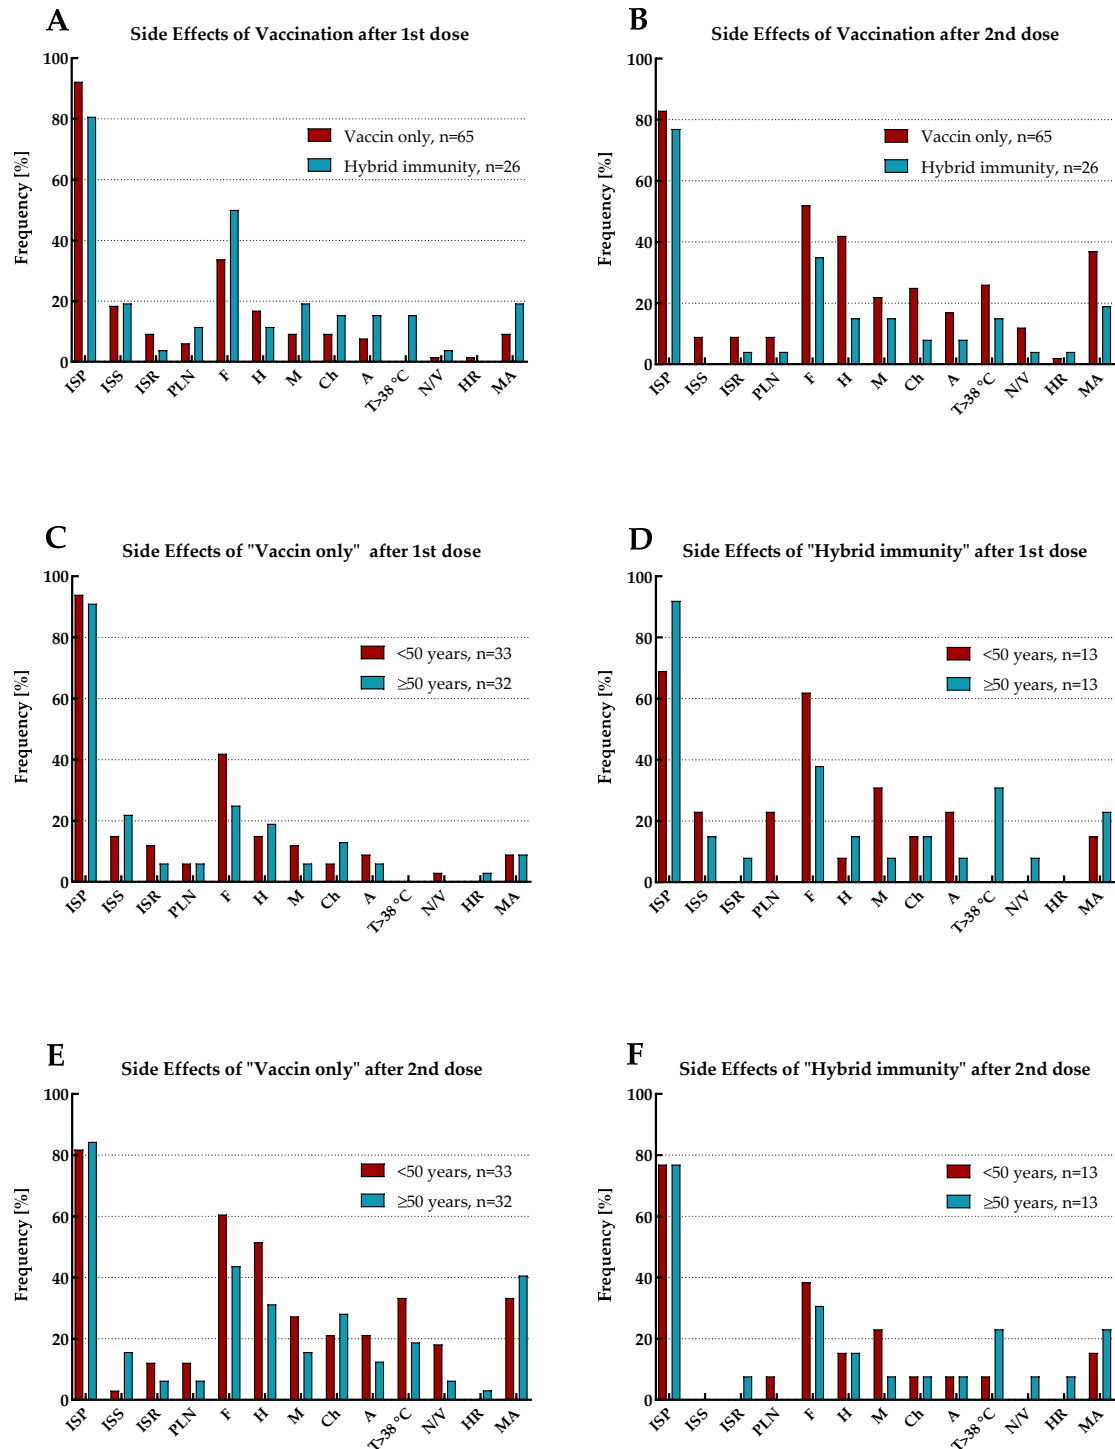 A
Side Effects of Vaccination after 1st dose
Frequency [%]
100
80
60
40
20
0
Vaccin only, n=65
Hybrid immunity, n=26
ISP
ISS
ISR
PLN
F
H
M
Ch
A
T>38 °C
N/V
HR
MA
B
Side Effects of Vaccination after 2nd dose
Frequency [%]
100
80
60
40
20
0
Vaccin only, n=65
Hybrid immunity, n=26
ISP
ISS
ISR
PLN
F
H
M
Ch
A
T>38 °C
N/V
HR
MA
C
Side Effects of "Vaccin only" after 1st dose
Frequency [%]
100
80
60
40
20
0
<50 years, n=33
≥50 years, n=32
ISP
ISS
ISR
PLN
F
H
M
Ch
A
T>38 °C
N/V
HR
MA
D
Side Effects of "Hybrid immunity" after 1st dose
Frequency [%]
100
80
60
40
20
0
<50 years, n=13
≥50 years, n=13
ISP
ISS
ISR
PLN
F
H
M
Ch
A
T>38 °C
N/V
HR
MA
E
Side Effects of "Vaccin only" after 2nd dose
Frequency [%]
100
80
60
40
20
0
<50 years, n=33
≥50 years, n=32
ISP
ISS
ISR
PLN
F
H
M
Ch
A
T>38 °C
N/V
HR
MA
F
Side Effects of "Hybrid immunity" after 2nd dose
Frequency [%]
100
80
60
40
20
0
<50 years, n=13
≥50 years, n=13
ISP
ISS
ISR
PLN
F
H
M
Ch
A
T>38 °C
N/V
HR
MA